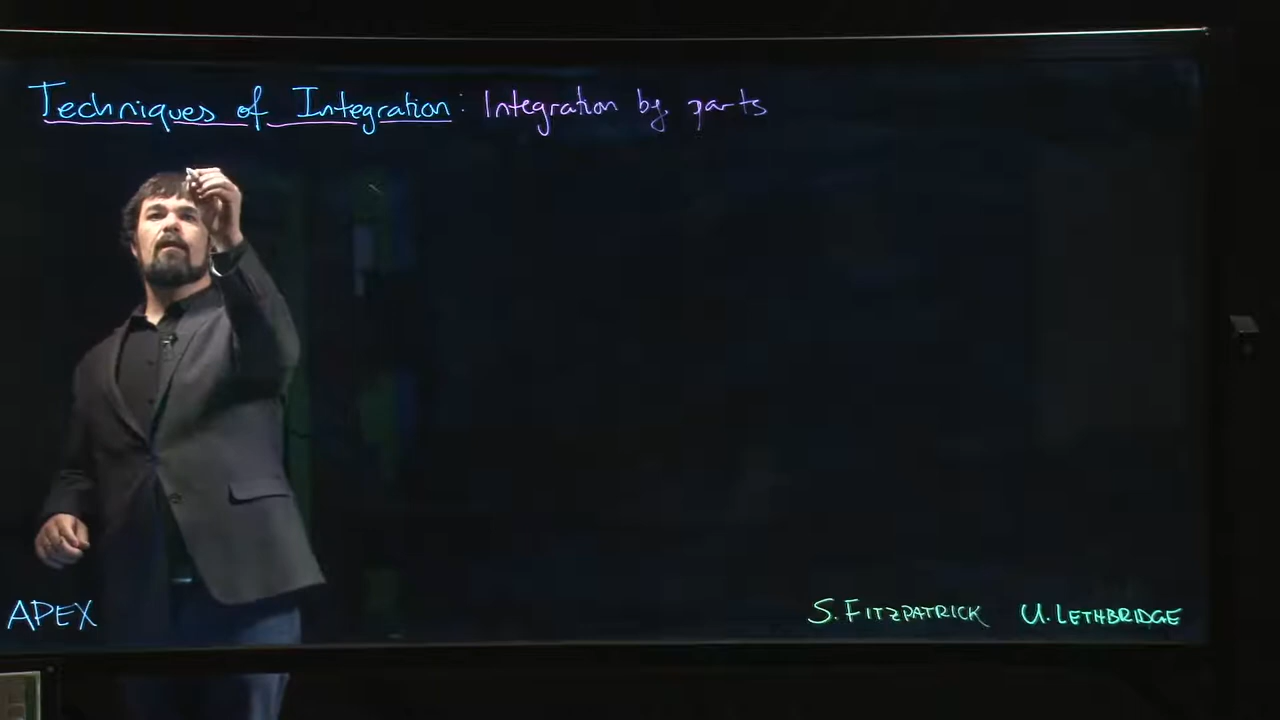 Techniques of Integration: Integration by parts
APEX
S. FITZPATRICK U. LETHBRIDGE